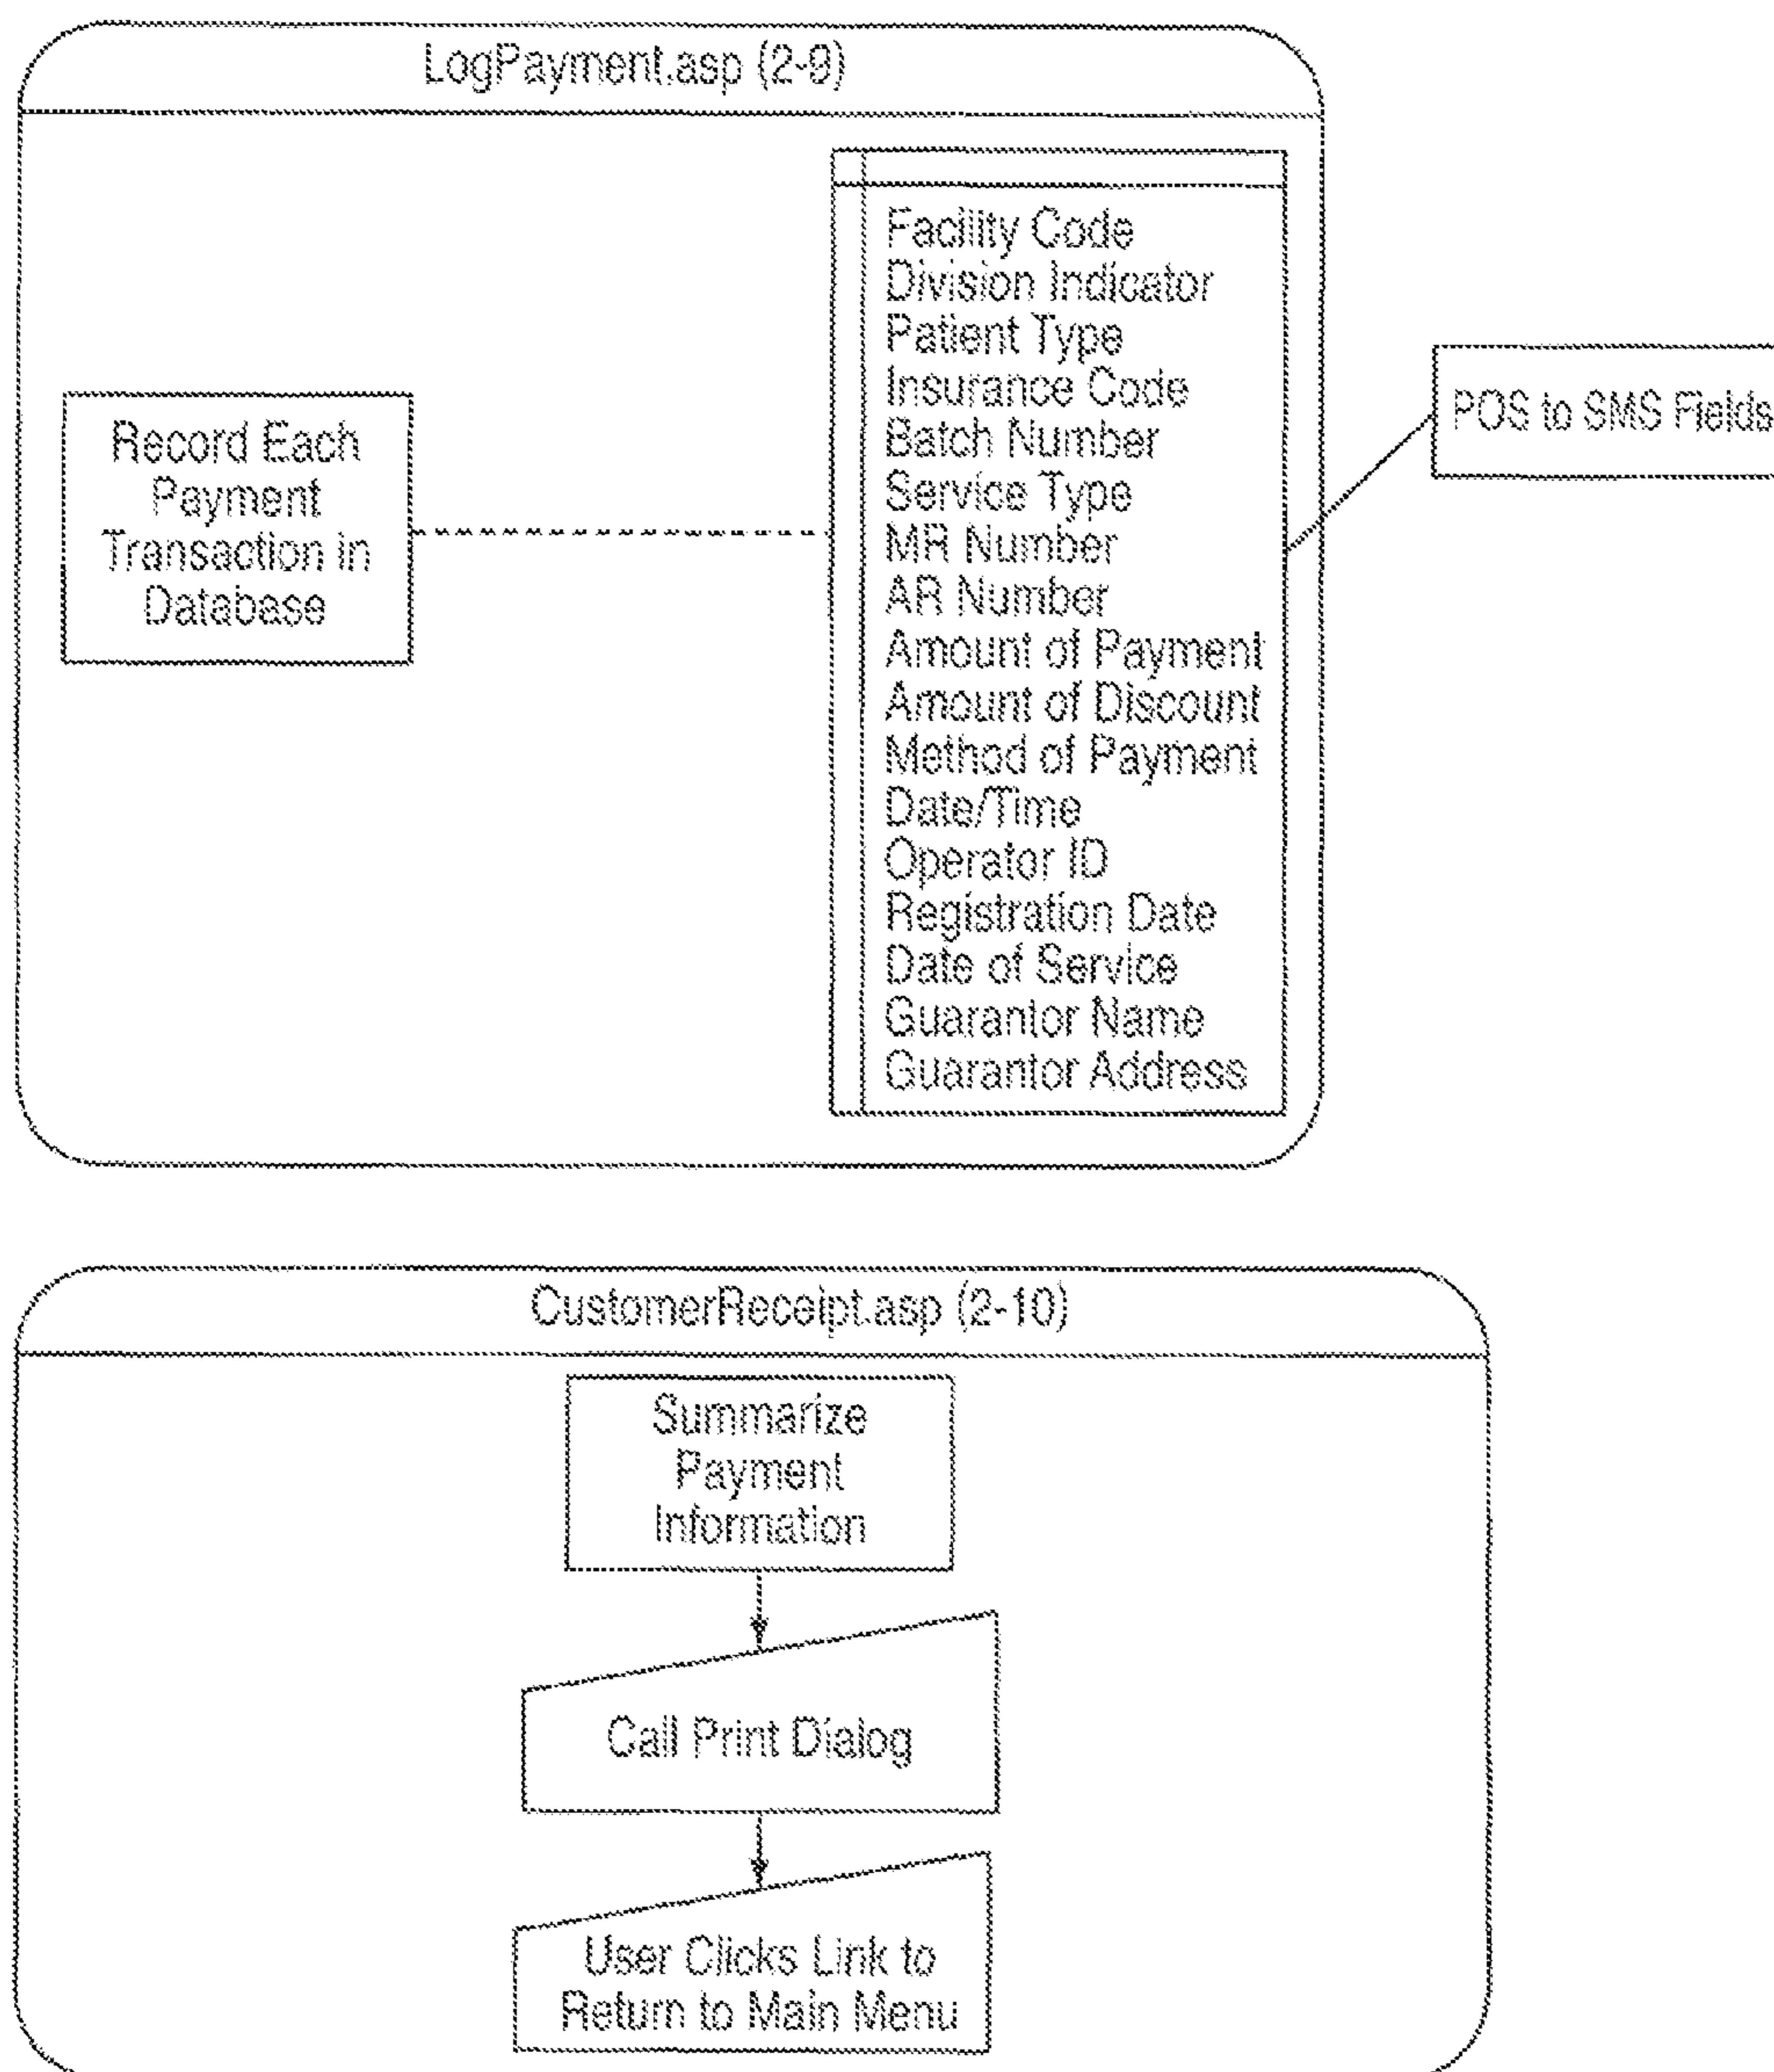 LogPayment.asp (2-9)
Record Each
Payment
Transaction in
Database
Facility Code
Division Indicator
Patient Type
Insurance Code
Batch Number
Service Type
MR Number
AR Number
Amount of Payment
Amount of Discount
Method of Payment
Date/Time
Operator ID
Registration Date
Date of Service
Guarantor Name
Guarantor Address
POS to SMS Fields
CustomerReceipt.asp (2-10)
Summarize
Payment
Information
Call Print Dialog
User Clicks Link to
Return to Main Menu